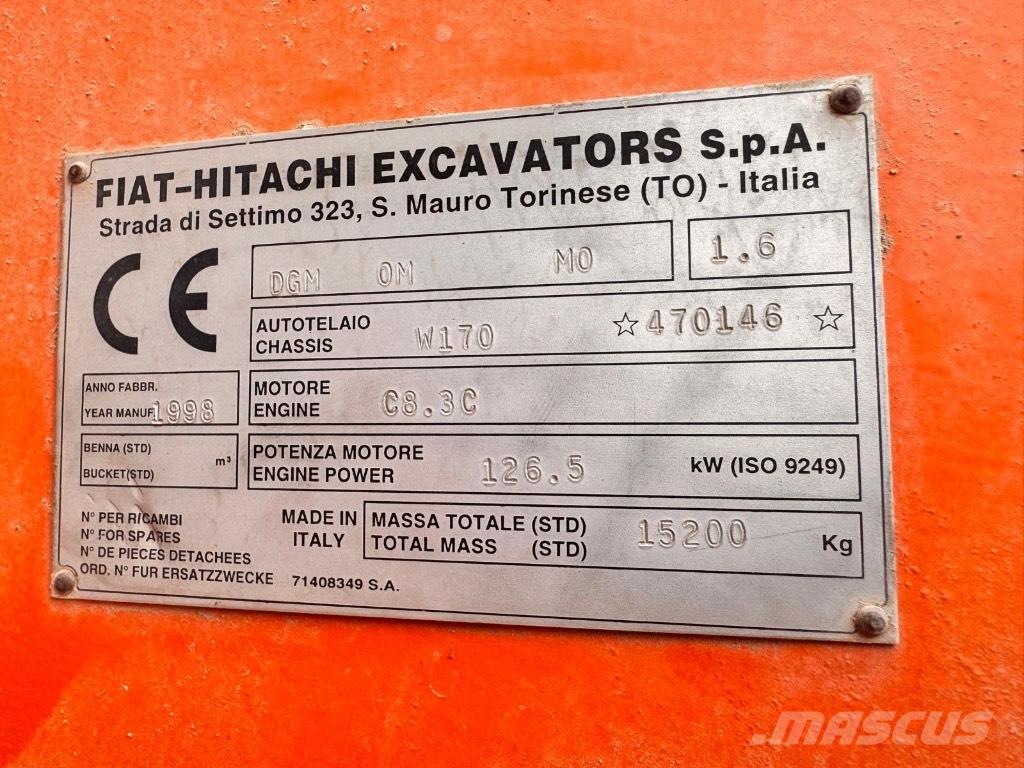 FIAT-HITACHI EXCAVATORS S.p.A.
Strada di Settimo 323, S. Mauro Torinese (TO) - Italia
CE
DGM OM MO 1.6
AUTOTELAIO
CHASSIS W170 ☆470146 ☆
ANNO FABBR.
YEAR MANUF. 1998
MOTORE
ENGINE C8.3C
BENNA (STD)
BUCKET(STD) m³
POTENZA MOTORE
ENGINE POWER 126.5 kW (ISO 9249)
N° PER RICAMBI
N° FOR SPARES
N° DE PIECES DETACHEES
ORD. N° FUR ERSATZZWECKE 71408349 S.A.
MADE IN
ITALY
MASSA TOTALE (STD)
TOTAL MASS (STD) 15200 Kg
MASCUS